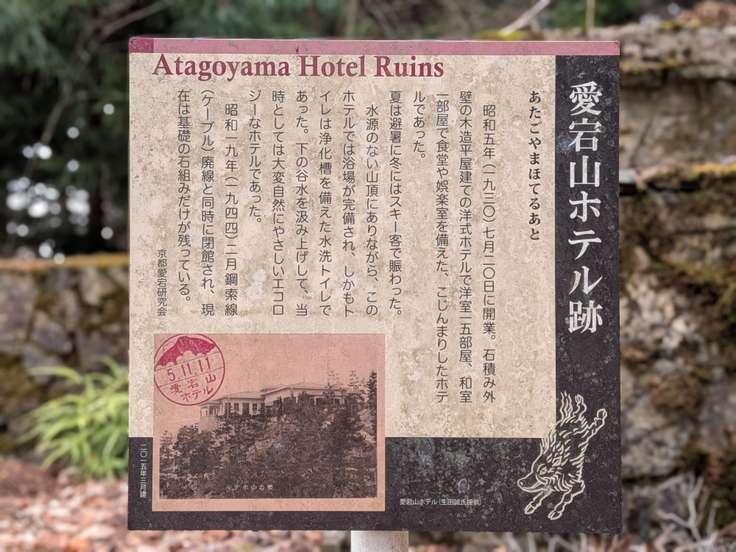 Atagoyama Hotel Ruins
愛宕山ホテル跡
あたごやまほてるあと
昭和五年(一九三〇)七月二〇日に開業。石積み外
壁の木造平屋建ての洋式ホテルで洋室一五部屋、和室
一部屋で食堂や娯楽室を備えた、こじんまりしたホテ
ルであった。
夏は避暑に冬にはスキー客で賑わった。
水源のない山頂にありながら、この
ホテルでは浴場が完備され、しかもト
イレは浄化槽を備えた水洗トイレで
あった。下の谷水を汲み上げして、当
時としては大変自然にやさしいエコロ
ジーなホテルであった。
昭和一九年(一九四四)二月鋼索線
(ケーブル)廃線と同時に閉館され、現
在は基礎の石組みだけが残っている。
京都愛宕研究会
5.11.11
愛宕山
ホテル
二〇一五年三月建